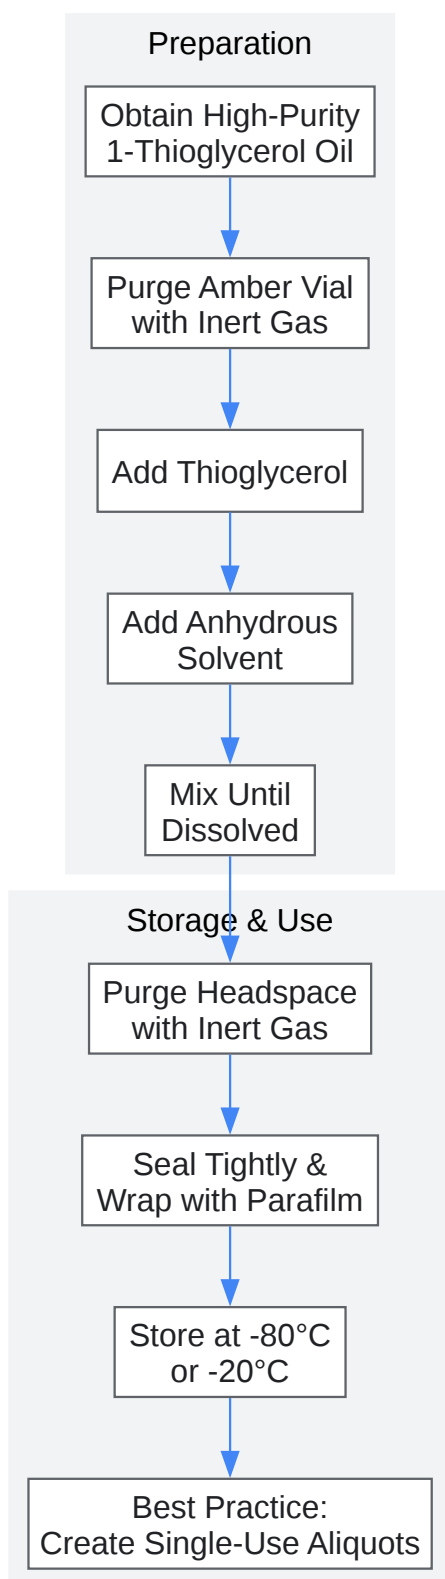 Preparation
Obtain High-Purity
1-Thioglycerol Oil
Purge Amber Vial
with Inert Gas
Add Thioglycerol
Add Anhydrous
Solvent
Mix Until
Dissolved
Storage & Use
Purge Headspace
with Inert Gas
Seal Tightly &
Wrap with Parafilm
Store at -80°C
or -20°C
Best Practice:
Create Single-Use Aliquots